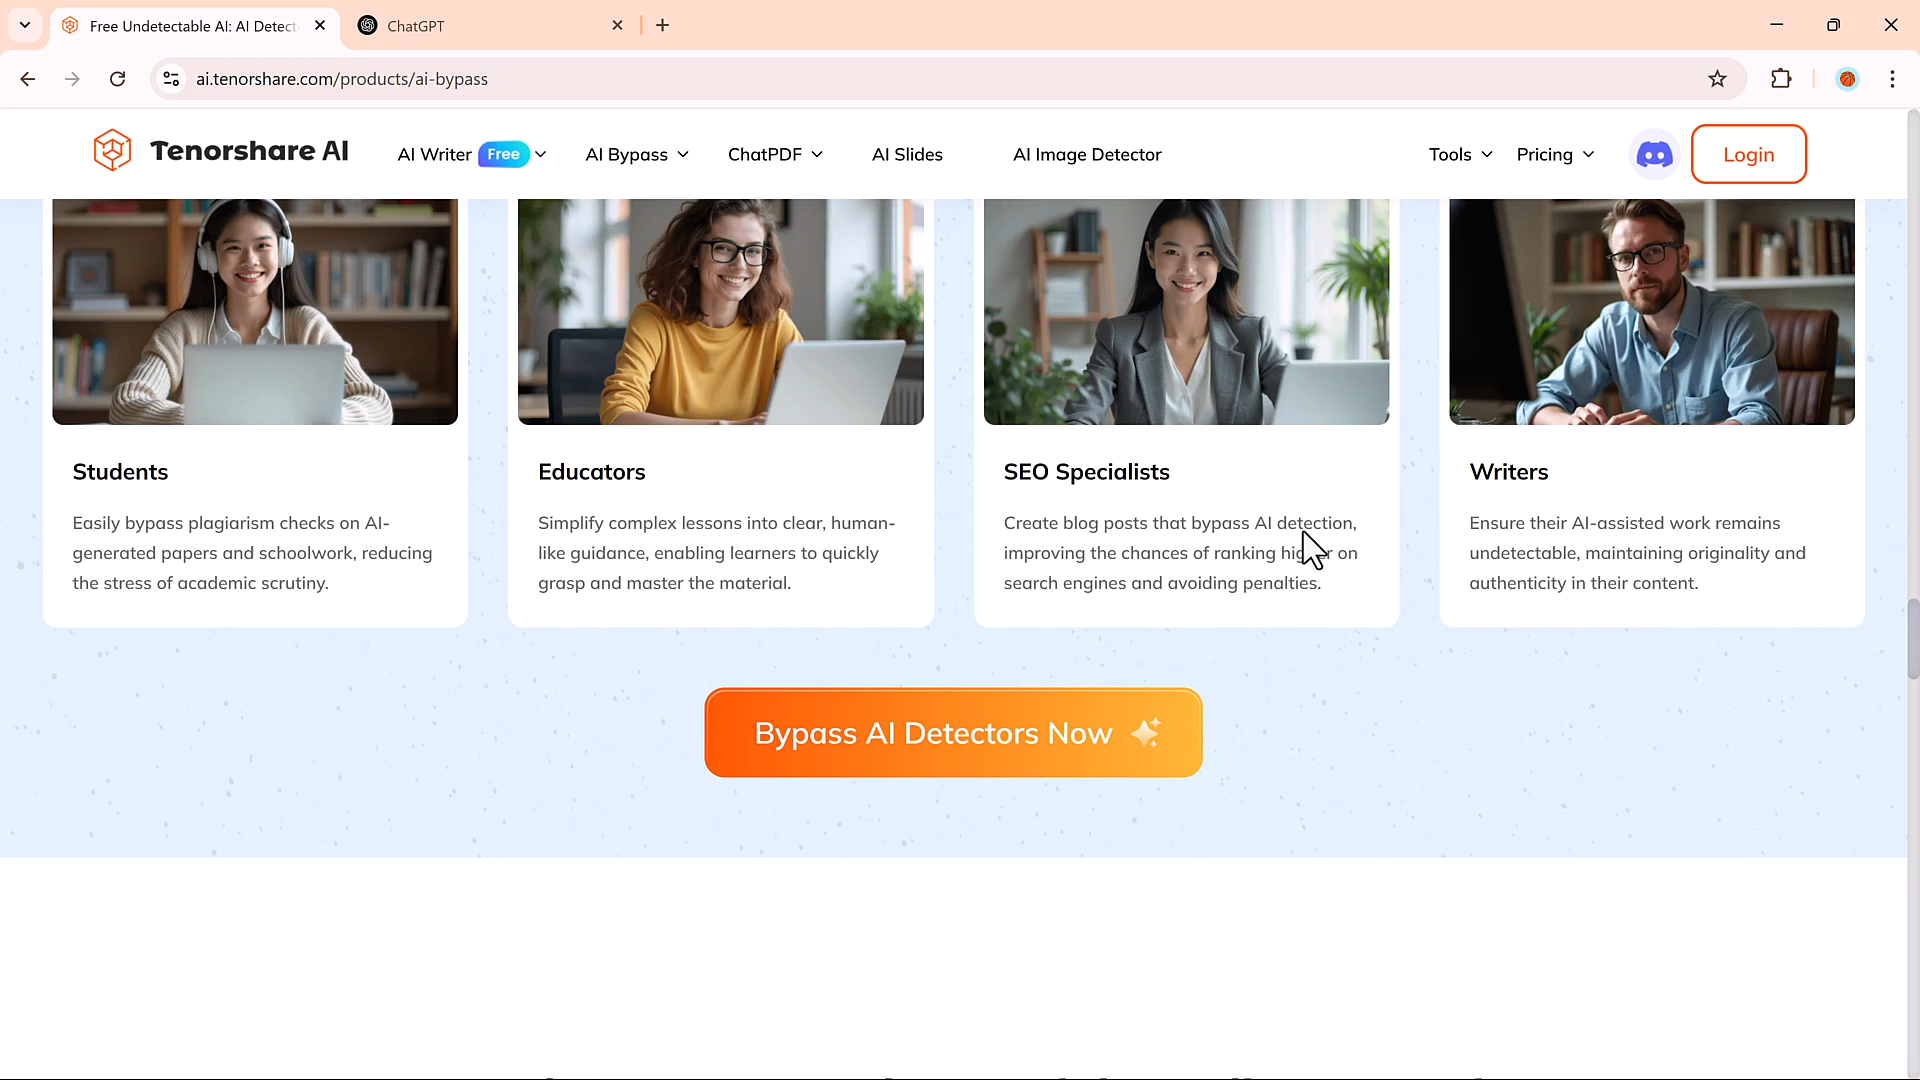 Free Undetectable AI: AI Detect
ChatGPT
ai.tenorshare.com/products/ai-bypass
Tenorshare AI
AI Writer Free
AI Bypass
ChatPDF
AI Slides
AI Image Detector
Tools
Pricing
Login
Students
Easily bypass plagiarism checks on AI-
generated papers and schoolwork, reducing
the stress of academic scrutiny.
Educators
Simplify complex lessons into clear, human-
like guidance, enabling learners to quickly
grasp and master the material.
SEO Specialists
Create blog posts that bypass AI detection,
improving the chances of ranking higher on
search engines and avoiding penalties.
Writers
Ensure their AI-assisted work remains
undetectable, maintaining originality and
authenticity in their content.
Bypass AI Detectors Now